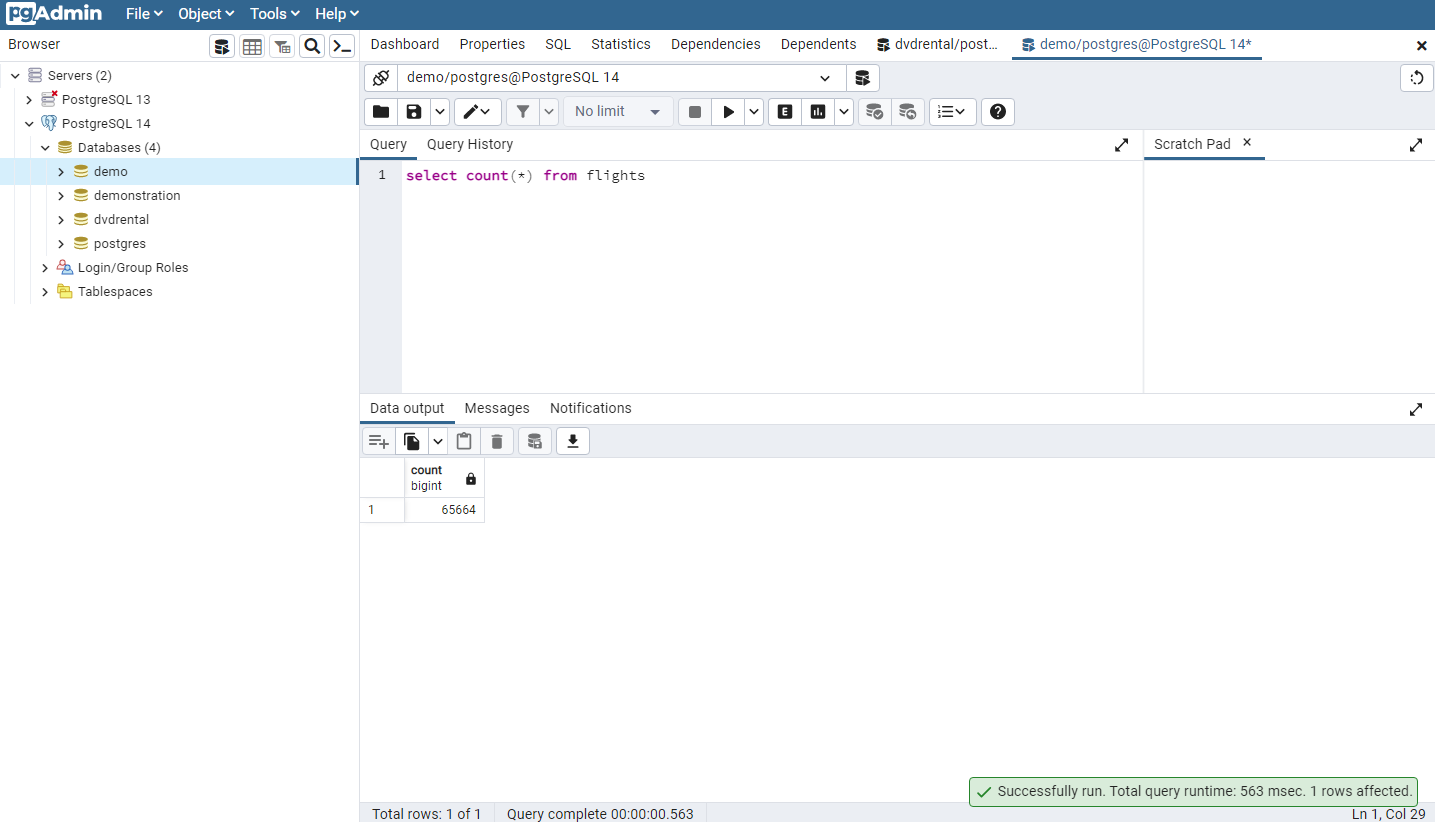 pgAdmin File Object Tools Help
Browser
Dashboard Properties SQL Statistics Dependencies Dependents dvdrental/post... demo/postgres@PostgreSQL 14*
Servers (2)
PostgreSQL 13
PostgreSQL 14
Databases (4)
demo
demonstration
dvdrental
postgres
Login/Group Roles
Tablespaces
demo/postgres@PostgreSQL 14
No limit E
Query Query History Scratch Pad
1 select count(*) from flights
Data output Messages Notifications
count
bigint
1 65664
Successfully run. Total query runtime: 563 msec. 1 rows affected.
Total rows: 1 of 1 Query complete 00:00:00.563 Ln 1, Col 29